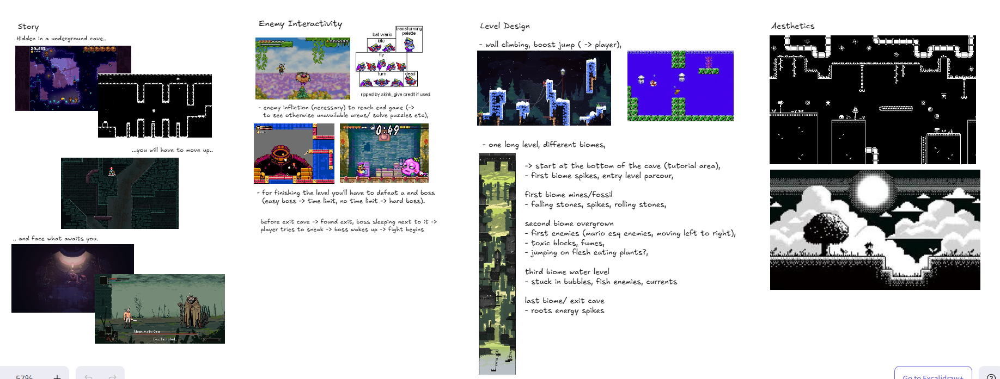 Story
Hidden in a underground cave..
...you will have to move up..
.. and face what awaits you.
Foul Tarnished..
Enemy Interactivity
000020
bat wario
transforming
palette
idle
fly
turn
dead
ripped by skink, give credit if used
- enemy infliction (necessary) to reach end game (->
to see otherwise unavailable areas/ solve puzzles etc),
0:49
- for finishing the level you'll have to defeat a end boss
(easy boss -> time limit, no time limit -> hard boss).
before exit cave -> found exit, boss sleeping next to it ->
player tries to sneak -> boss wakes up -> fight begins
Level Design
- wall climbing, boost jump ( -> player),
- one long level, different biomes,
-> start at the bottom of the cave (tutorial area),
- first biome spikes, entry level parcour,
first biome mines/fossil
- falling stones, spikes, rolling stones,
second biome overgrown
- first enemies (mario esq enemies, moving left to right),
- toxic blocks, fumes,
- jumping on flesh eating plants?,
third biome water level
- stuck in bubbles, fish enemies, currents
last biome/ exit cave
- roots energy spikes
Aesthetics
57%
Go to Excalidraw+